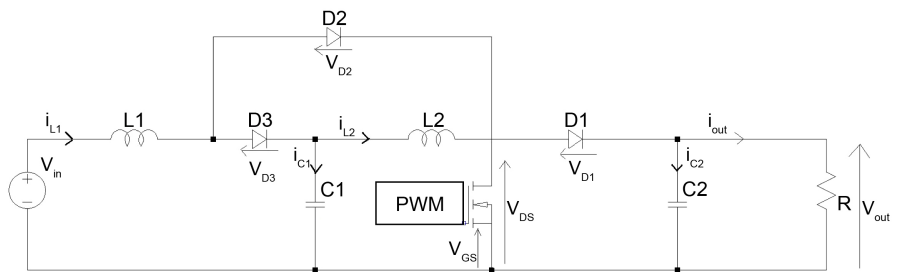 D2
V_D2
i_L1
L1
D3
i_L2
L2
D1
i_out
V_in
V_D3
i_C1
V_D1
i_C2
C1
PWM
V_DS
C2
R
V_out
V_GS
+
−